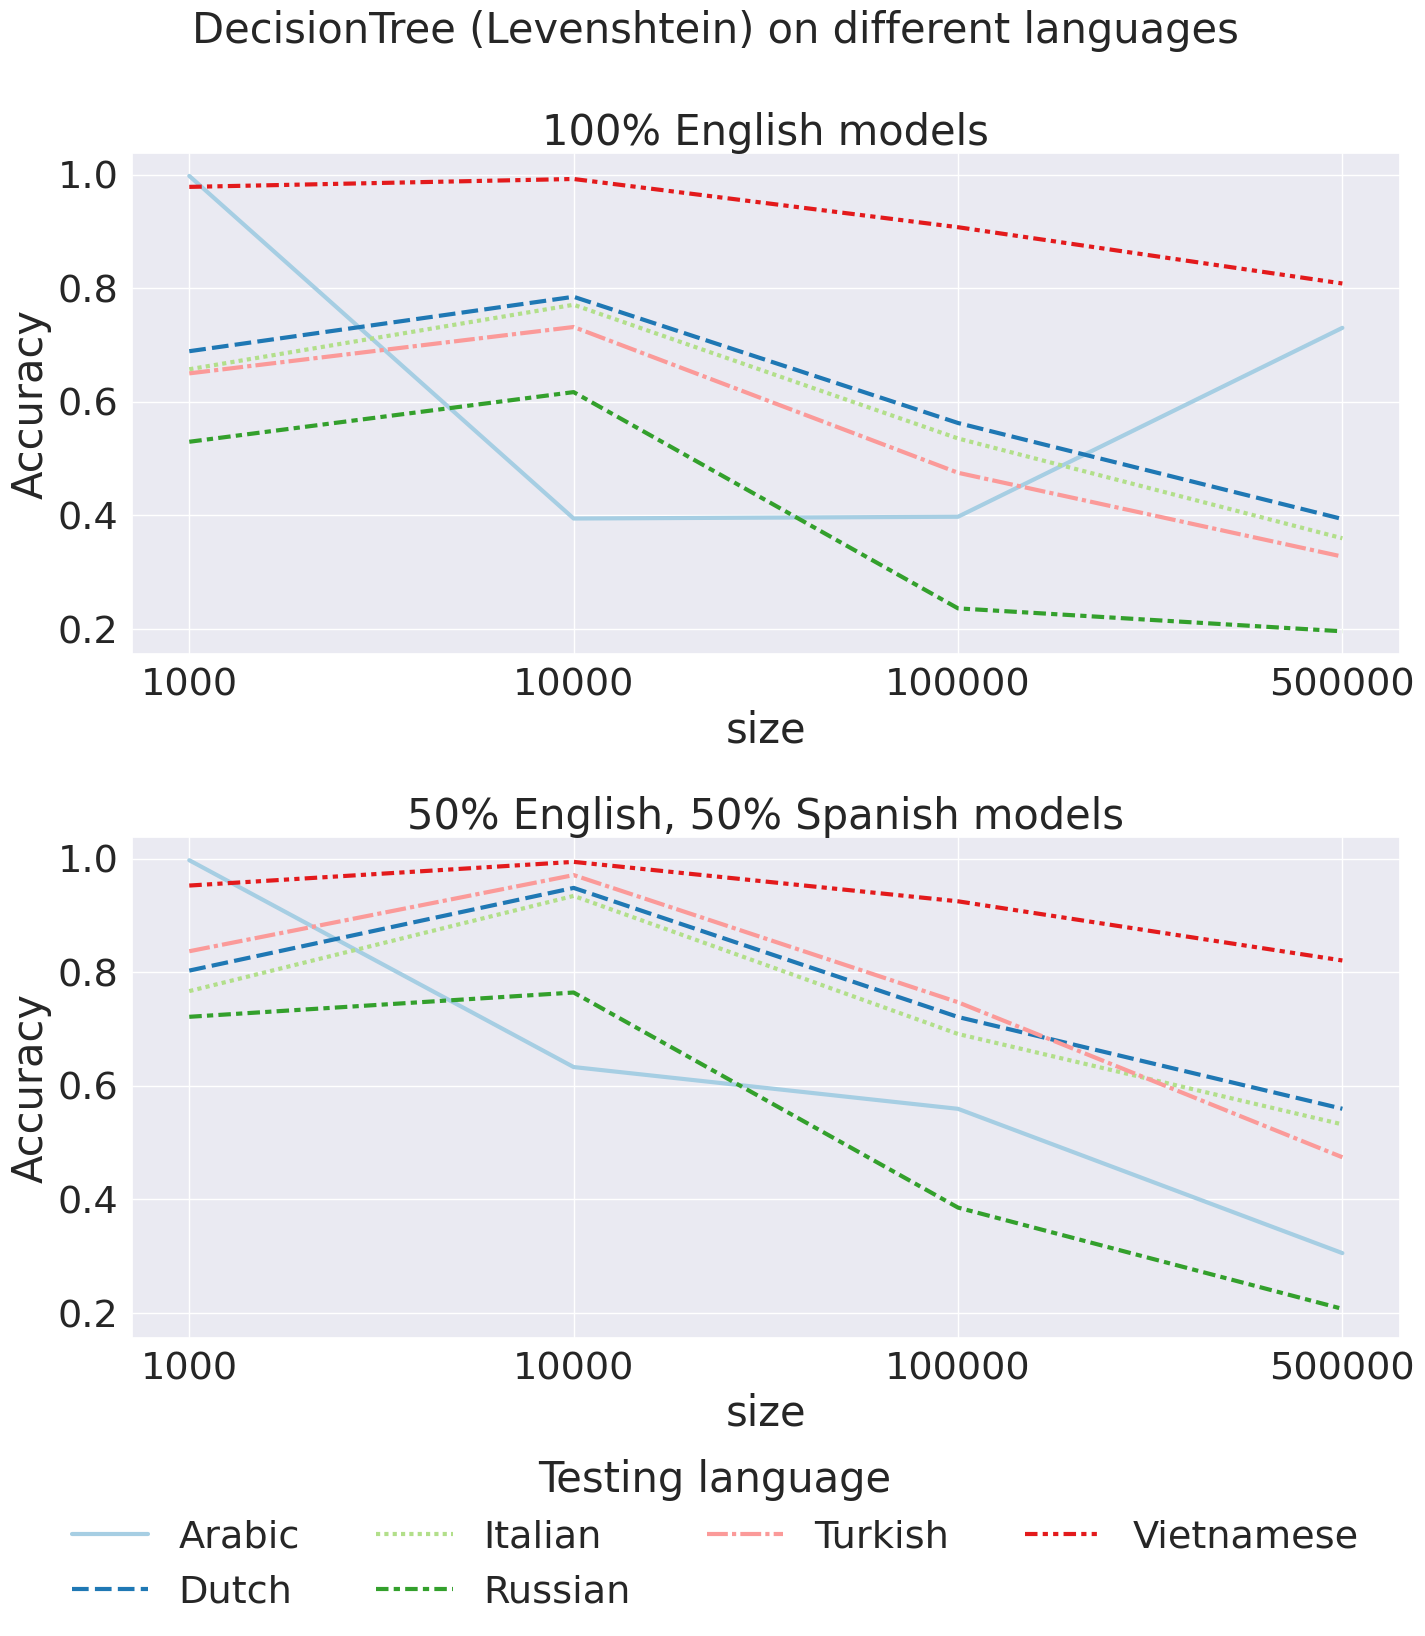 DecisionTree (Levenshtein) on different languages
100% English models
Accuracy
1.0
0.8
0.6
0.4
0.2
1000 10000 100000 500000
size
50% English, 50% Spanish models
Accuracy
1.0
0.8
0.6
0.4
0.2
1000 10000 100000 500000
size
Testing language
Arabic Italian Turkish Vietnamese
Dutch Russian